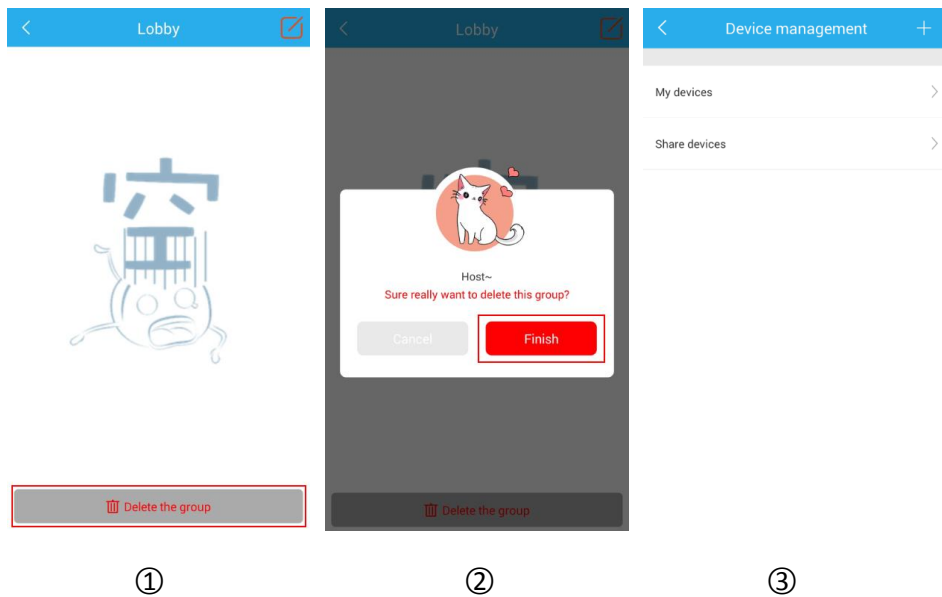 Lobby
窘
Delete the group
①
Lobby
Host~
Sure really want to delete this group?
Cancel
Finish
Delete the group
②
Device management
My devices
Share devices
③